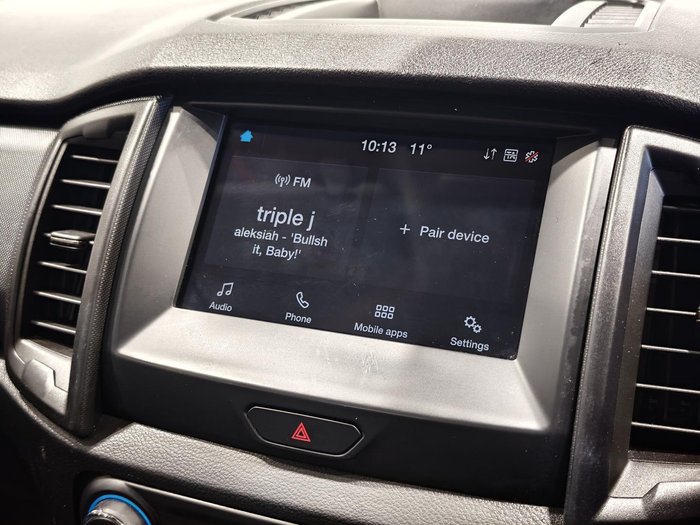 10:13 11°
FM
triple j
aleksiah - 'Bullsh
it, Baby!'
+ Pair device
Audio
Phone
Mobile apps
Settings